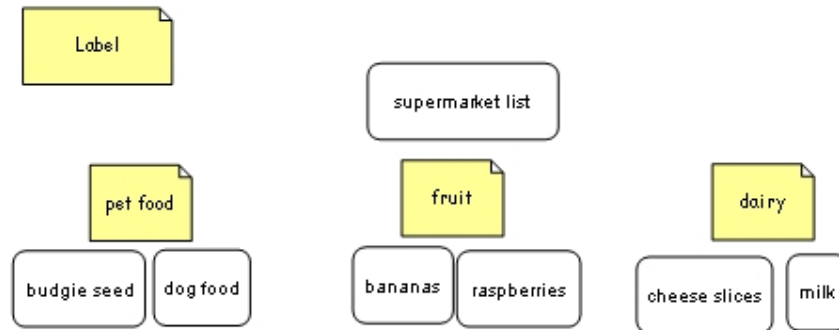 Label
supermarket list
pet food
fruit
dairy
budgie seed
dog food
bananas
raspberries
cheese slices
milk